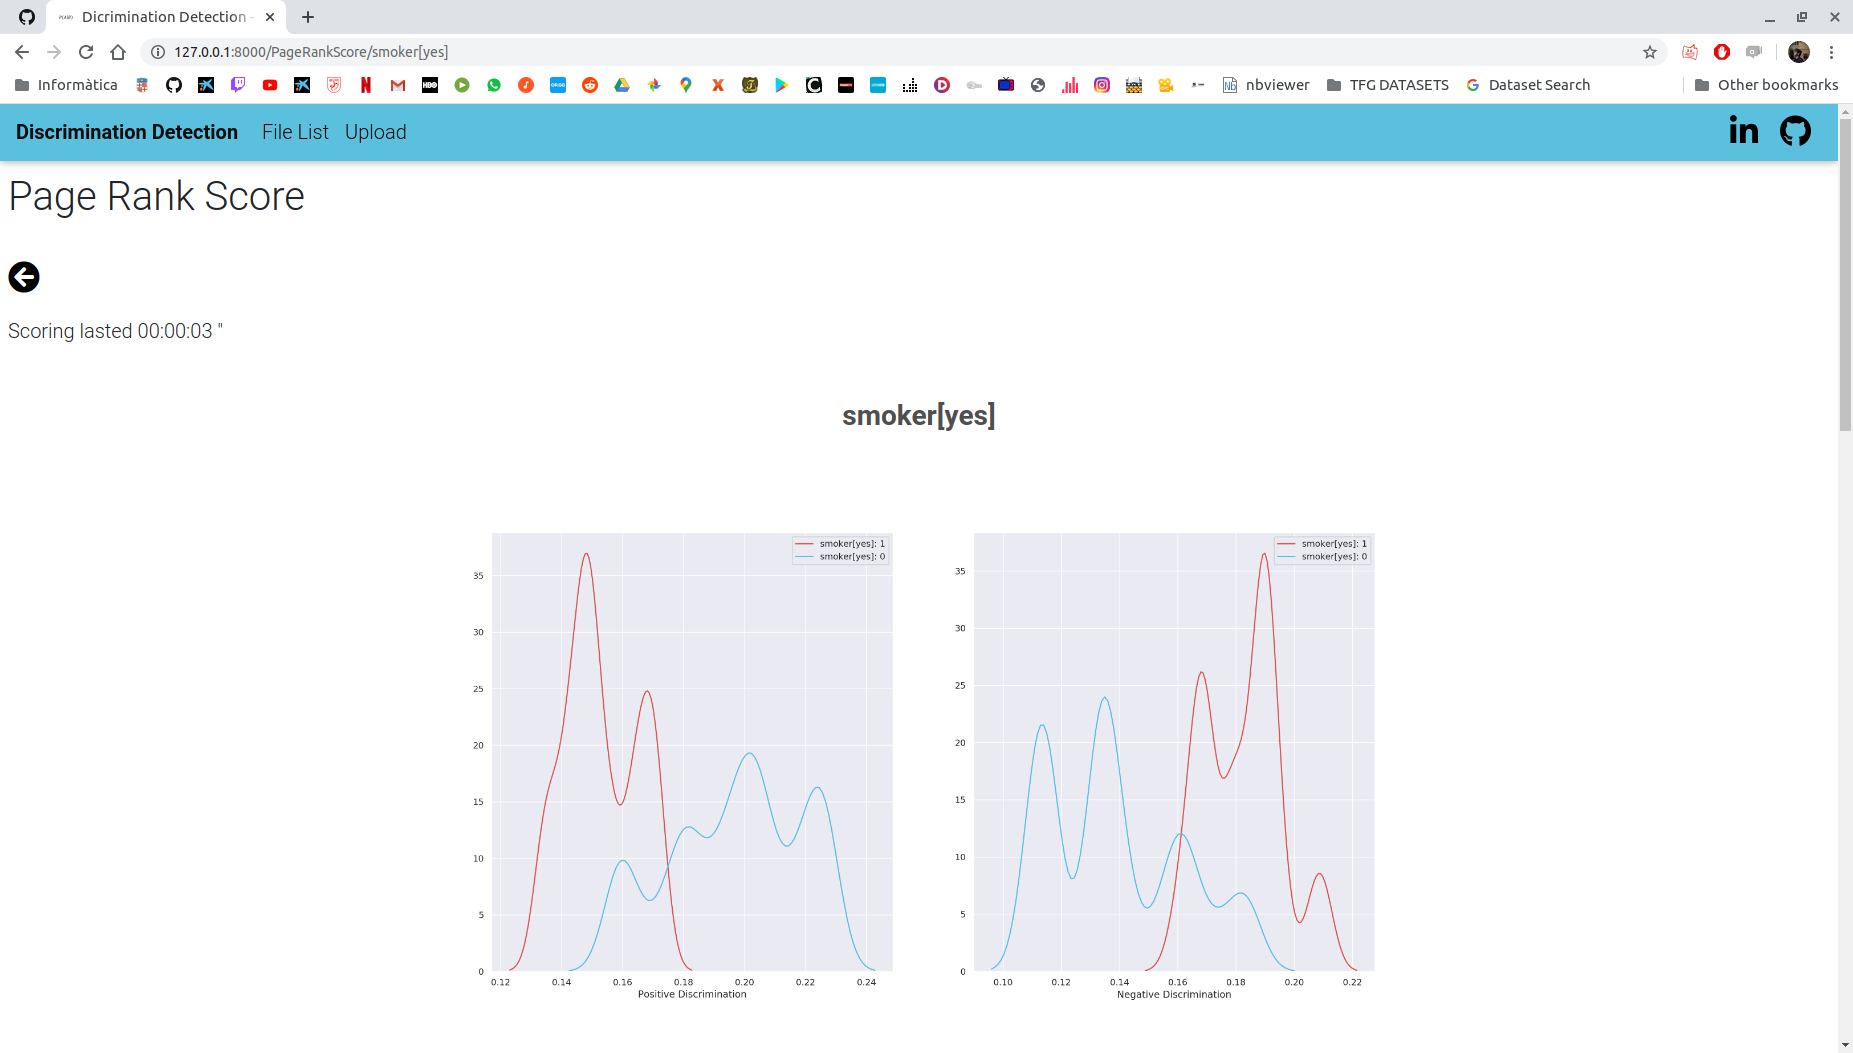 Dicrimination Detection -
127.0.0.1:8000/PageRankScore/smoker[yes]
Informàtica
HBO
nbviewer
TFG DATASETS
Dataset Search
Other bookmarks
Discrimination Detection
File List
Upload
Page Rank Score
Scoring lasted 00:00:03 "
smoker[yes]
smoker[yes]: 1
smoker[yes]: 0
35
30
25
20
15
10
5
0
0.12 0.14 0.16 0.18 0.20 0.22 0.24
Positive Discrimination
smoker[yes]: 1
smoker[yes]: 0
35
30
25
20
15
10
5
0
0.10 0.12 0.14 0.16 0.18 0.20 0.22
Negative Discrimination